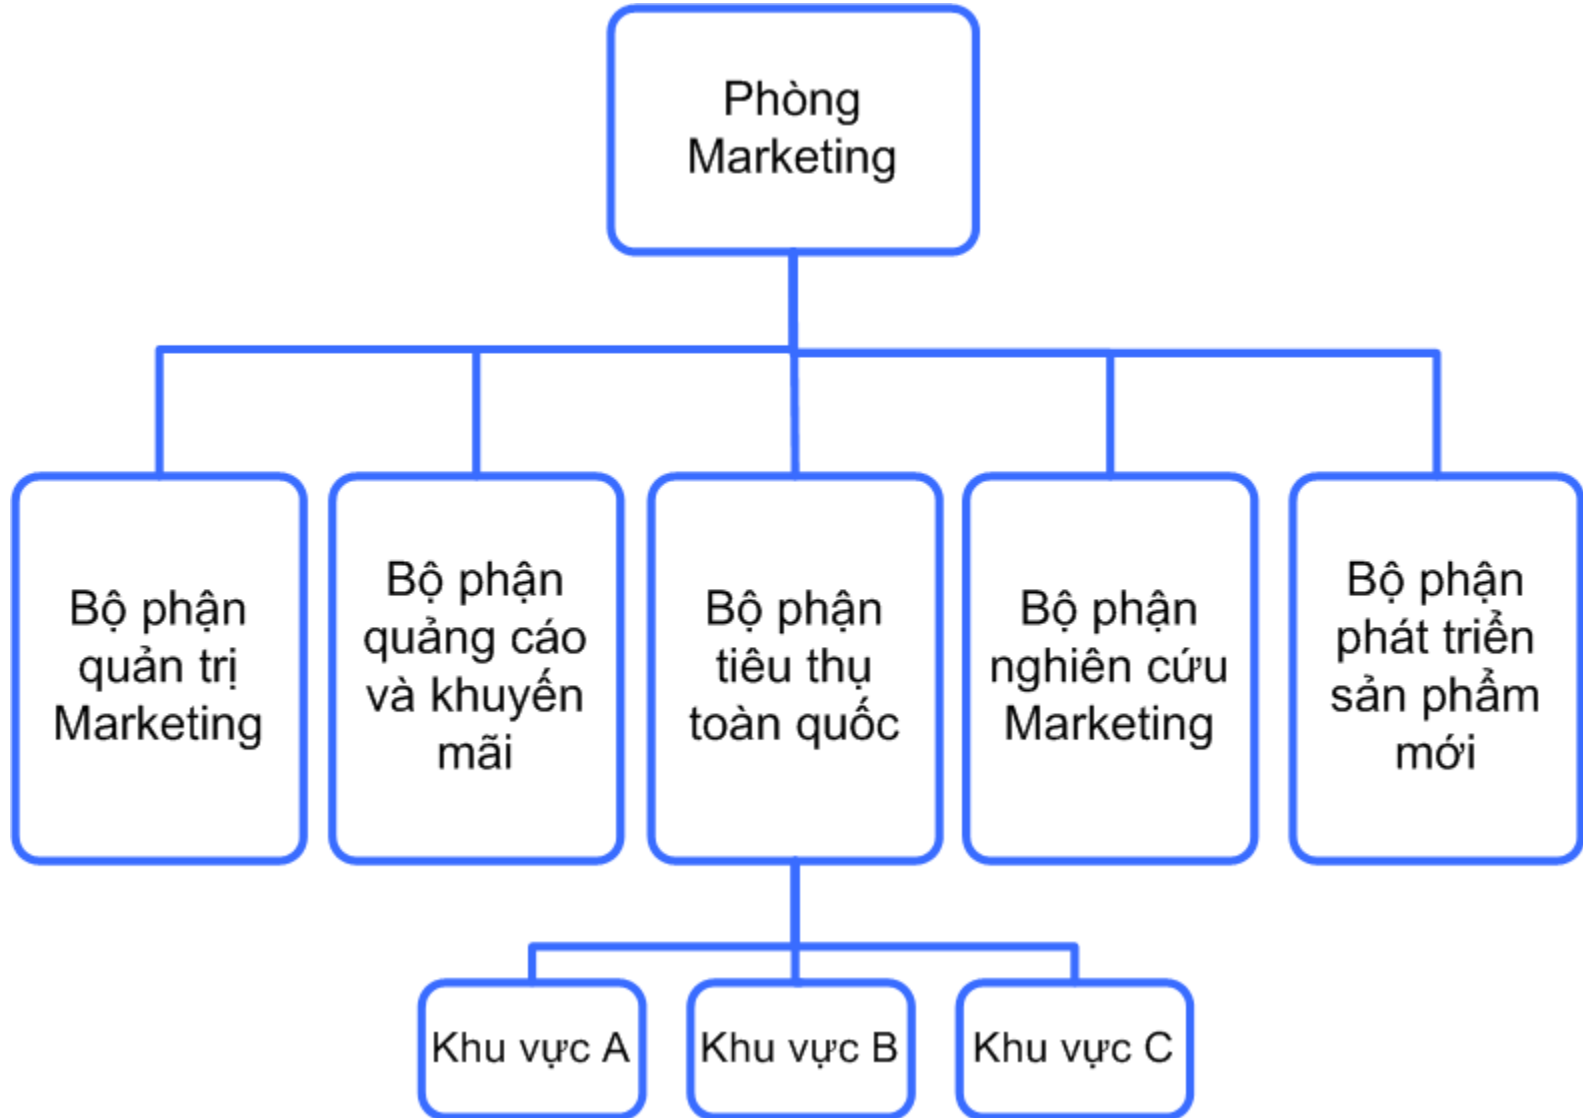 Phòng
Marketing
Bộ phận
quản trị
Marketing
Bộ phận
quảng cáo
và khuyến
mãi
Bộ phận
tiêu thụ
toàn quốc
Bộ phận
nghiên cứu
Marketing
Bộ phận
phát triển
sản phẩm
mới
Khu vực A
Khu vực B
Khu vực C